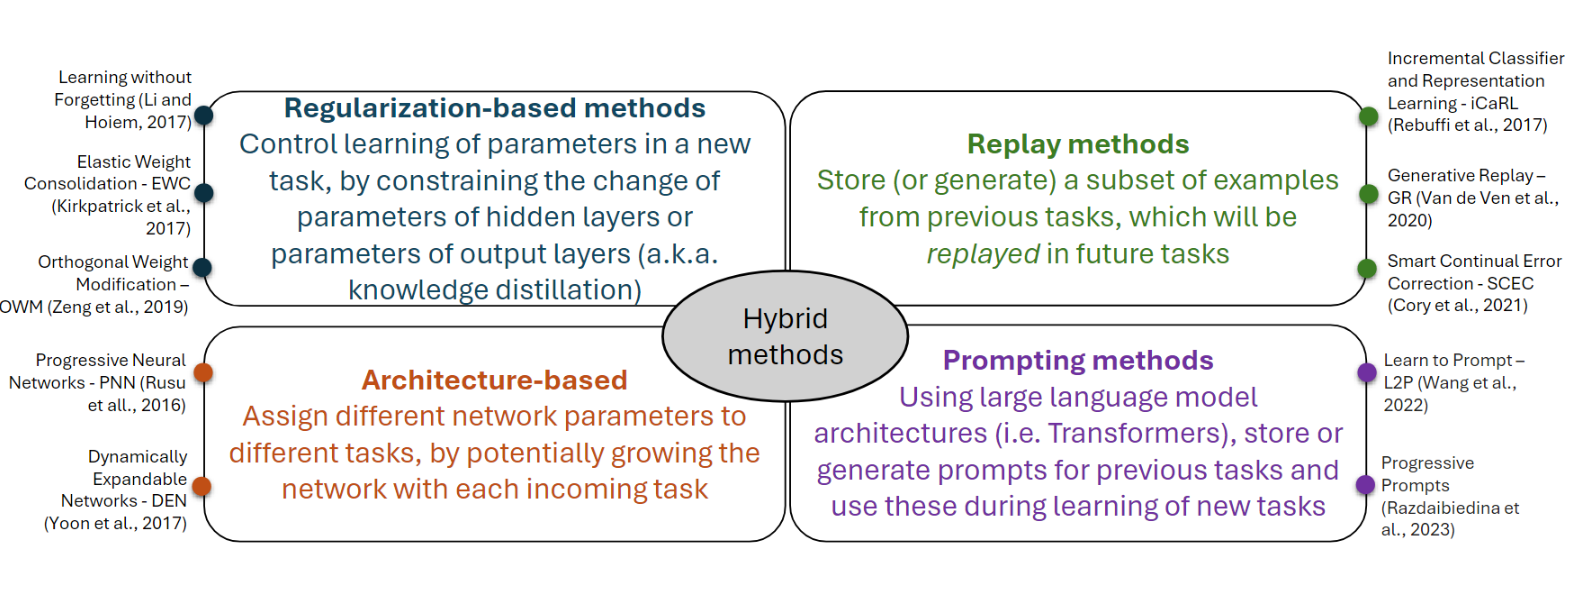 Learning without
Forgetting (Li and
Hoiem, 2017)
Elastic Weight
Consolidation - EWC
(Kirkpatrick et al.,
2017)
Orthogonal Weight
Modification –
OWM (Zeng et al., 2019)
Regularization-based methods
Control learning of parameters in a new
task, by constraining the change of
parameters of hidden layers or
parameters of output layers (a.k.a.
knowledge distillation)
Replay methods
Store (or generate) a subset of examples
from previous tasks, which will be
replayed in future tasks
Incremental Classifier
and Representation
Learning - iCaRL
(Rebuffi et al., 2017)
Generative Replay –
GR (Van de Ven et al.,
2020)
Smart Continual Error
Correction - SCEC
(Cory et al., 2021)
Hybrid
methods
Progressive Neural
Networks - PNN (Rusu
et all., 2016)
Dynamically
Expandable
Networks - DEN
(Yoon et al., 2017)
Architecture-based
Assign different network parameters to
different tasks, by potentially growing the
network with each incoming task
Prompting methods
Using large language model
architectures (i.e. Transformers), store or
generate prompts for previous tasks and
use these during learning of new tasks
Learn to Prompt –
L2P (Wang et al.,
2022)
Progressive
Prompts
(Razdaibiedina et
al., 2023)